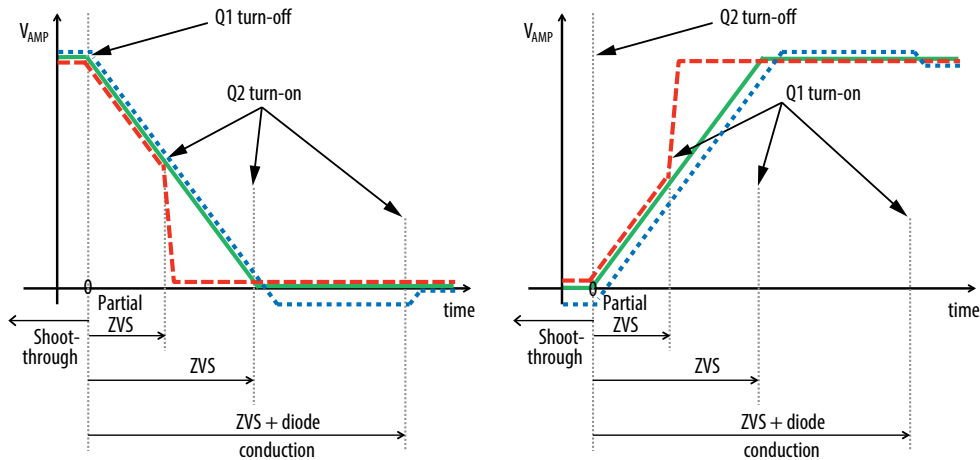 Q1 turn-off
V_AMP
Q2 turn-on
0
time
Partial
ZVS
Shoot-
through
ZVS
ZVS + diode
conduction
Q2 turn-off
V_AMP
Q1 turn-on
0
time
Partial
ZVS
Shoot-
through
ZVS
ZVS + diode
conduction